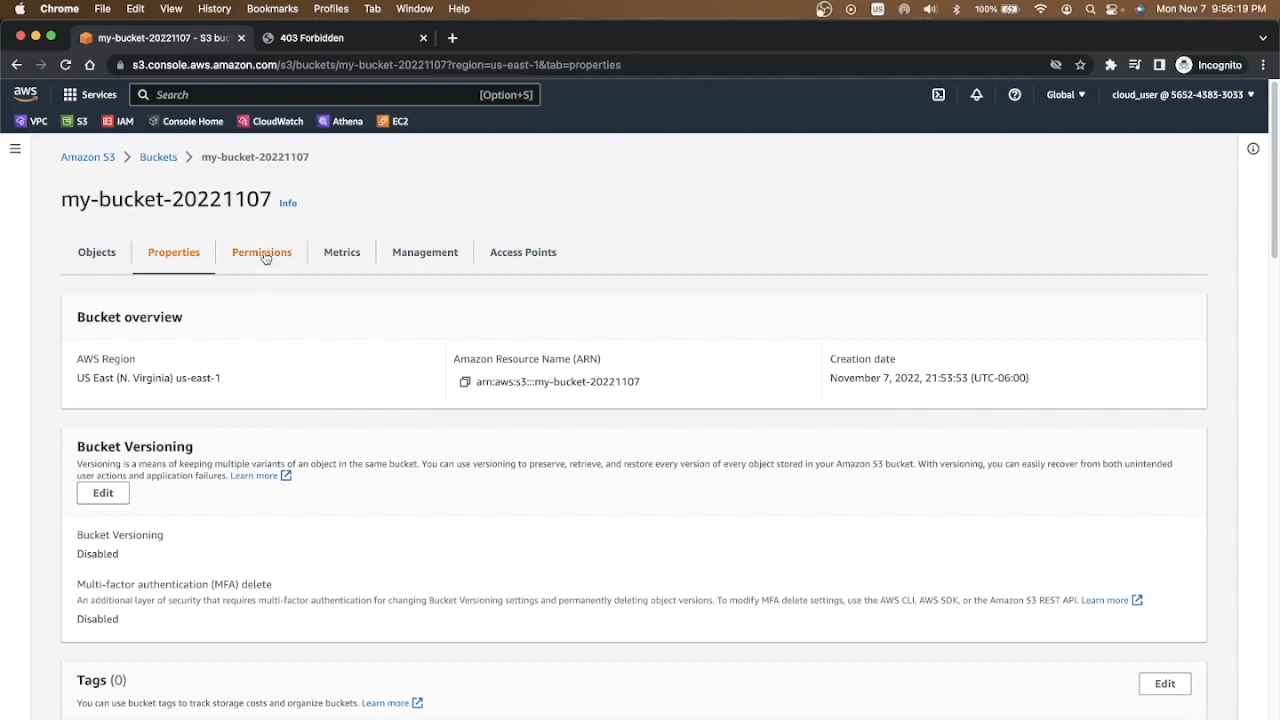 Chrome File Edit View History Bookmarks Profiles Tab Window Help US 100% Mon Nov 7 9:56:19 PM
my-bucket-20221107 - S3 buc × 403 Forbidden × +
s3.console.aws.amazon.com/s3/buckets/my-bucket-20221107?region=us-east-1&tab=properties Incognito
aws Services Search [Option+S] Global cloud_user @ 5652-4383-3033
VPC S3 IAM Console Home CloudWatch Athena EC2
Amazon S3 > Buckets > my-bucket-20221107
my-bucket-20221107 Info
Objects Properties Permissions Metrics Management Access Points
Bucket overview
AWS Region Amazon Resource Name (ARN) Creation date
US East (N. Virginia) us-east-1 arn:aws:s3:::my-bucket-20221107 November 7, 2022, 21:53:53 (UTC-06:00)
Bucket Versioning
Versioning is a means of keeping multiple variants of an object in the same bucket. You can use versioning to preserve, retrieve, and restore every version of every object stored in your Amazon S3 bucket. With versioning, you can easily recover from both unintended
user actions and application failures. Learn more
Edit
Bucket Versioning
Disabled
Multi-factor authentication (MFA) delete
An additional layer of security that requires multi-factor authentication for changing Bucket Versioning settings and permanently deleting object versions. To modify MFA delete settings, use the AWS CLI, AWS SDK, or the Amazon S3 REST API. Learn more
Disabled
Tags (0) Edit
You can use bucket tags to track storage costs and organize buckets. Learn more